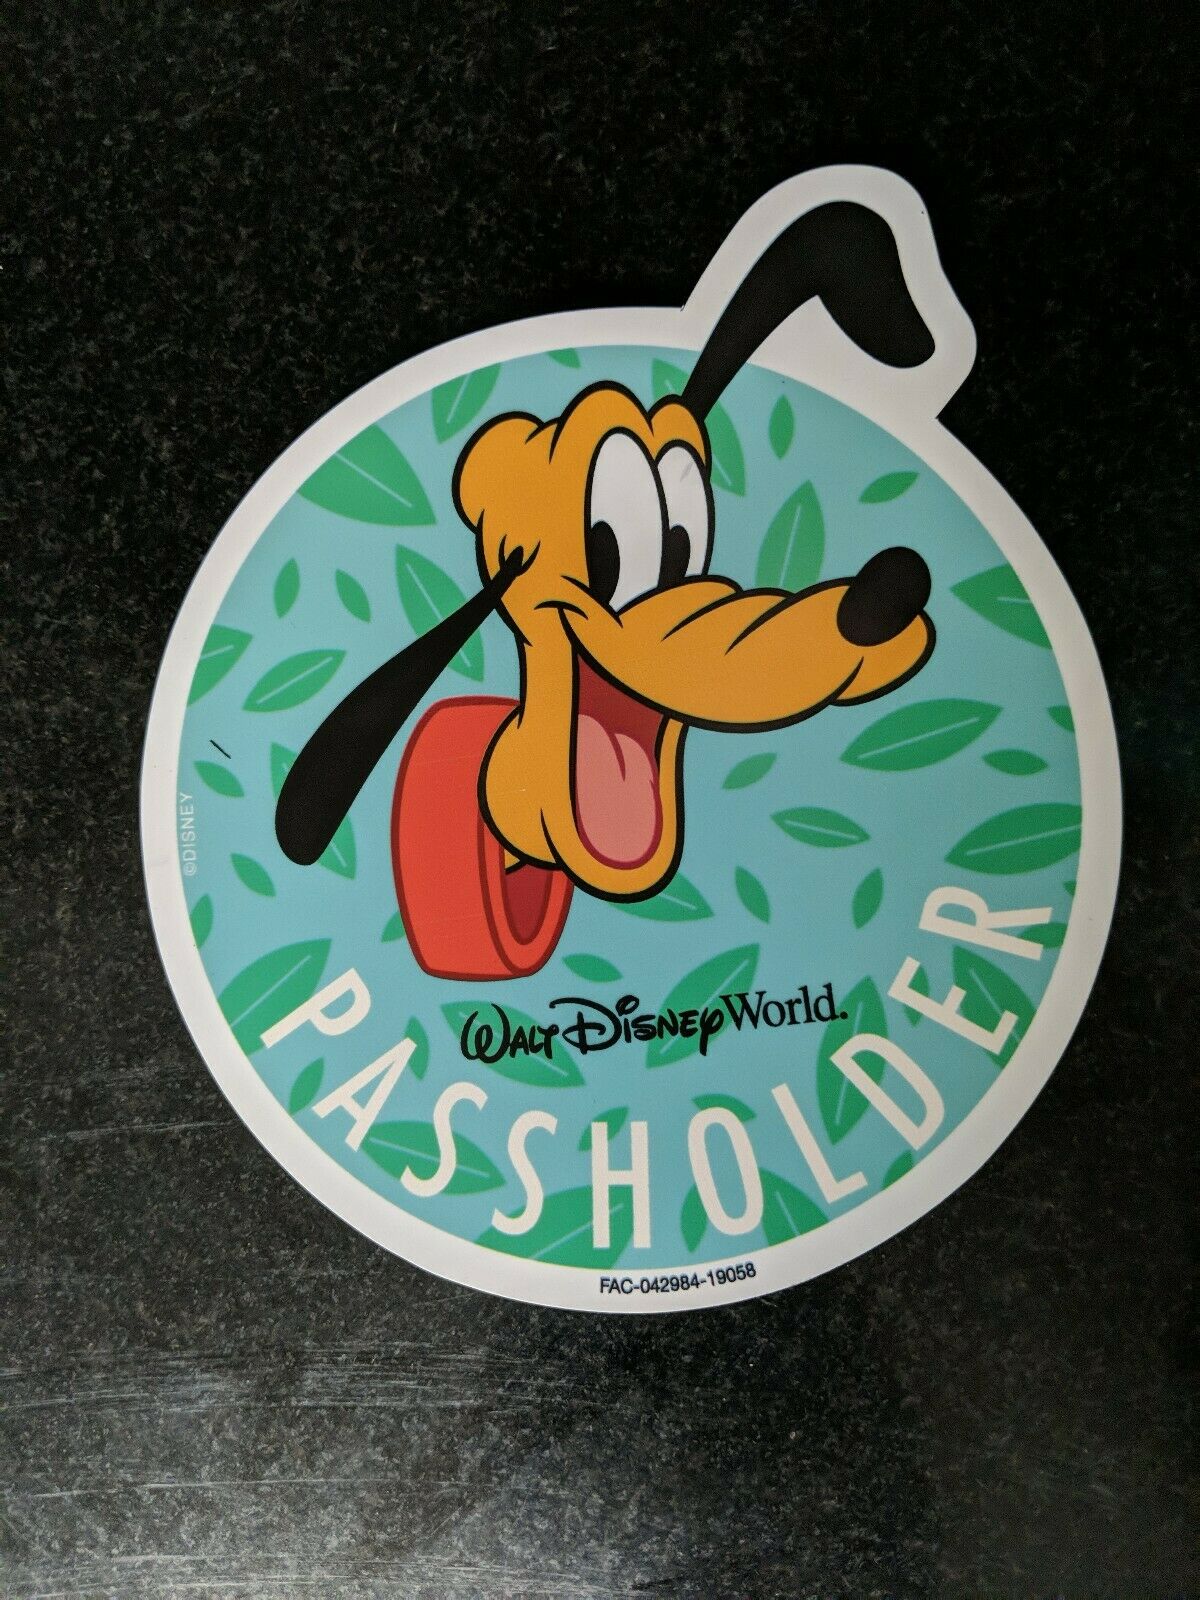 ©DISNEY
WALT DISNEY World.
PASSHOLDER
FAC-042984-19058